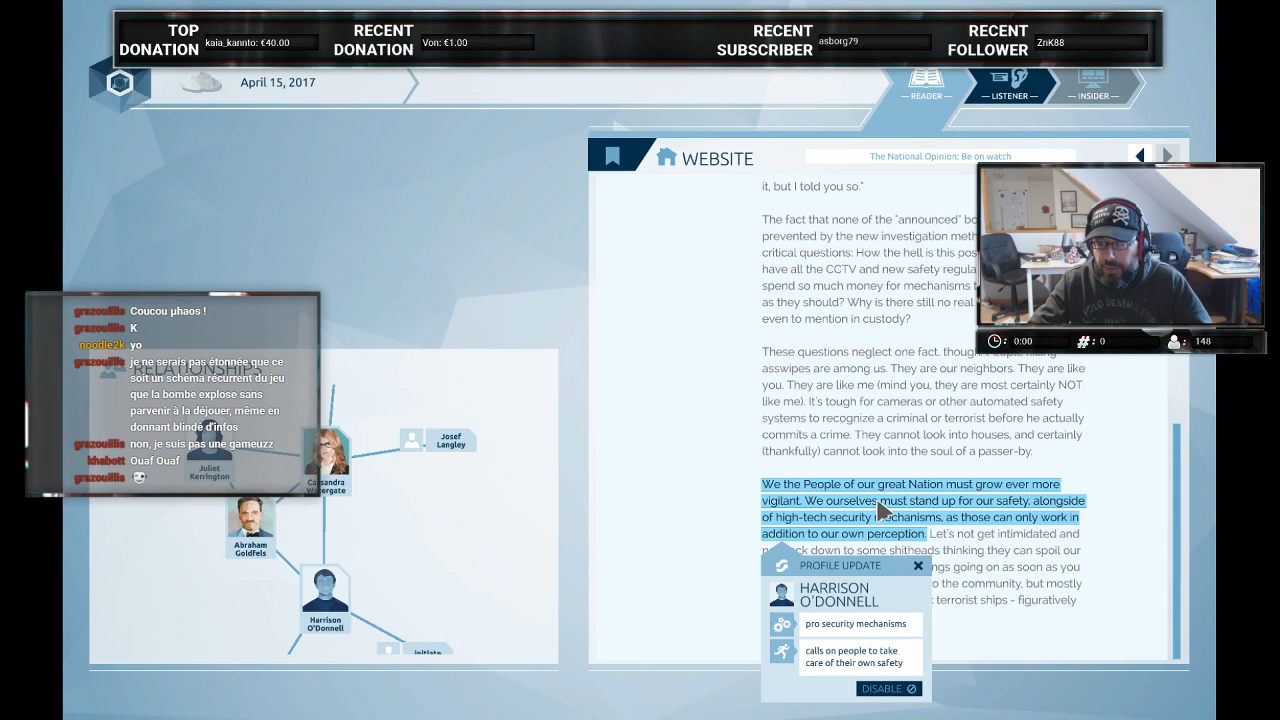 TOP
DONATION
kaia_kannto: €40.00
RECENT
DONATION
Von: €1.00
RECENT
SUBSCRIBER
asborg79
RECENT
FOLLOWER
ZnK88
April 15, 2017
— READER —
— LISTENER —
— INSIDER —
WEBSITE
The National Opinion: Be on watch
it, but I told you so."
The fact that none of the "announced" bo
prevented by the new investigation meth
critical questions: How the hell is this pos
have all the CCTV and new safety regula
spend so much money for mechanisms t
as they should? Why is there still no real
even to mention in custody?
These questions neglect one fact, though: People killing
asswipes are among us. They are our neighbors. They are like
you. They are like me (mind you, they are most certainly NOT
like me). It's tough for cameras or other automated safety
systems to recognize a criminal or terrorist before he actually
commits a crime. They cannot look into houses, and certainly
(thankfully) cannot look into the soul of a passer-by.
We the People of our great Nation must grow ever more
vigilant. We ourselves must stand up for our safety, alongside
of high-tech security mechanisms, as those can only work in
addition to our own perception. Let's not get intimidated and
back down to some shitheads thinking they can spoil our
ngs going on as soon as you
o the community, but mostly
terrorist ships - figuratively
PROFILE UPDATE
HARRISON
O'DONNELL
pro security mechanisms
calls on people to take
care of their own safety
DISABLE
0:00
#: 0
: 148
grazouillis Coucou µhaos !
grazouillis K
noodle2k yo
grazouillis je ne serais pas étonnée que ce
soit un schéma récurrent du jeu
que la bombe explose sans
parvenir à la déjouer, même en
donnant blindé d'infos
grazouillis non, je suis pas une gameuzz
khabott Ouaf Ouaf
grazouillis
RELATIONSHIPS
Juliet
Kerrington
Cassandra
Watergate
Josef
Langley
Abraham
Goldfels
Harrison
O'Donnell
Initiate